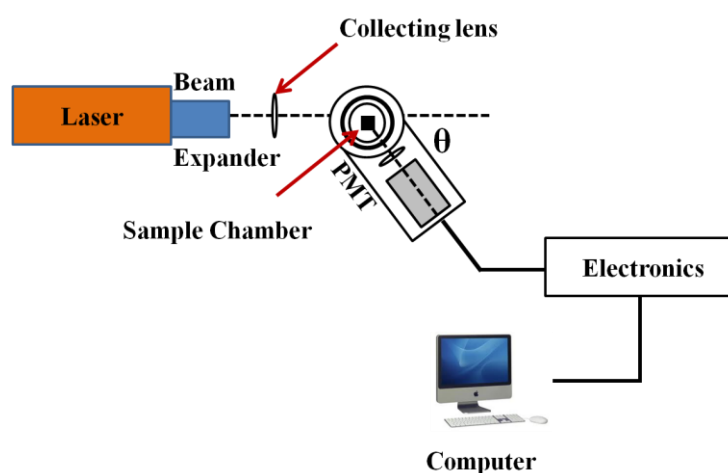 Collecting lens
Beam
Laser
Expander
θ
PMT
Sample Chamber
Electronics
Computer